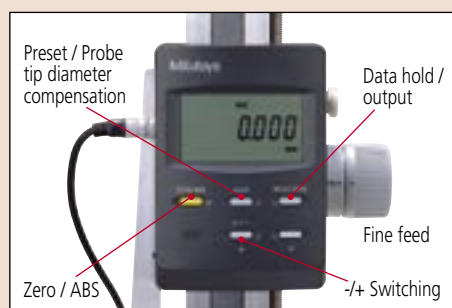 Preset / Probe
tip diameter
compensation
Data hold /
output
Mitutoyo
0.000
Fine feed
Zero / ABS
-/+ Switching